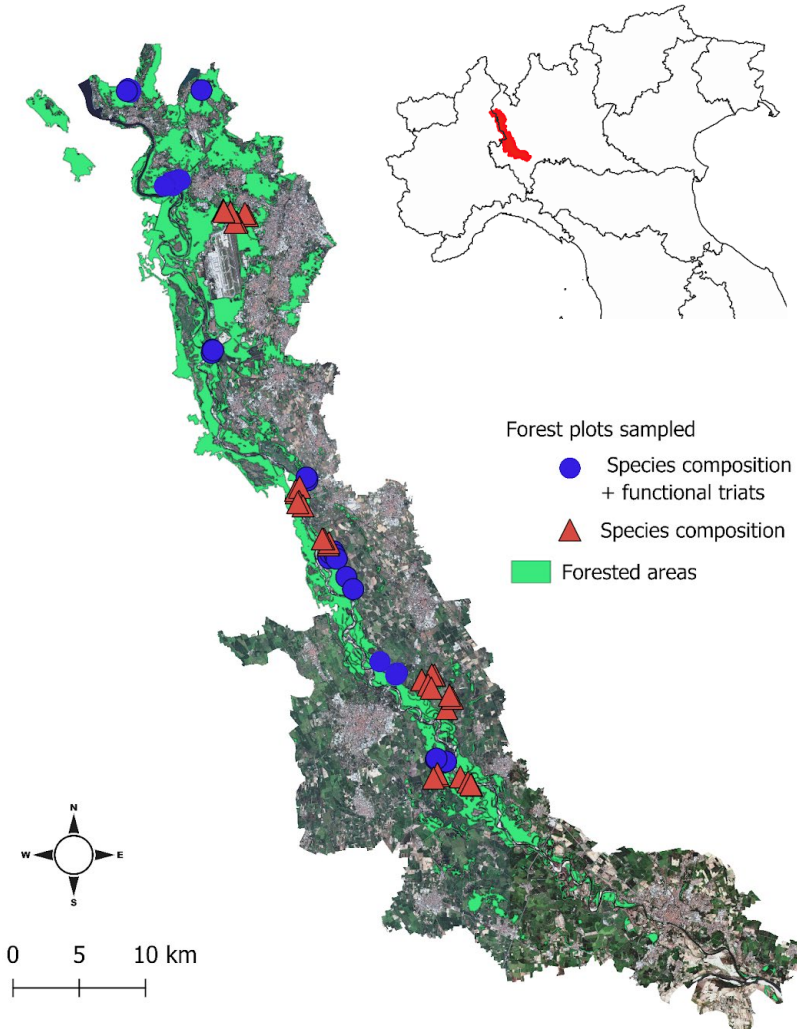 Forest plots sampled
Species composition
+ functional triats
Species composition
Forested areas
N
W E
S
0 5 10 km